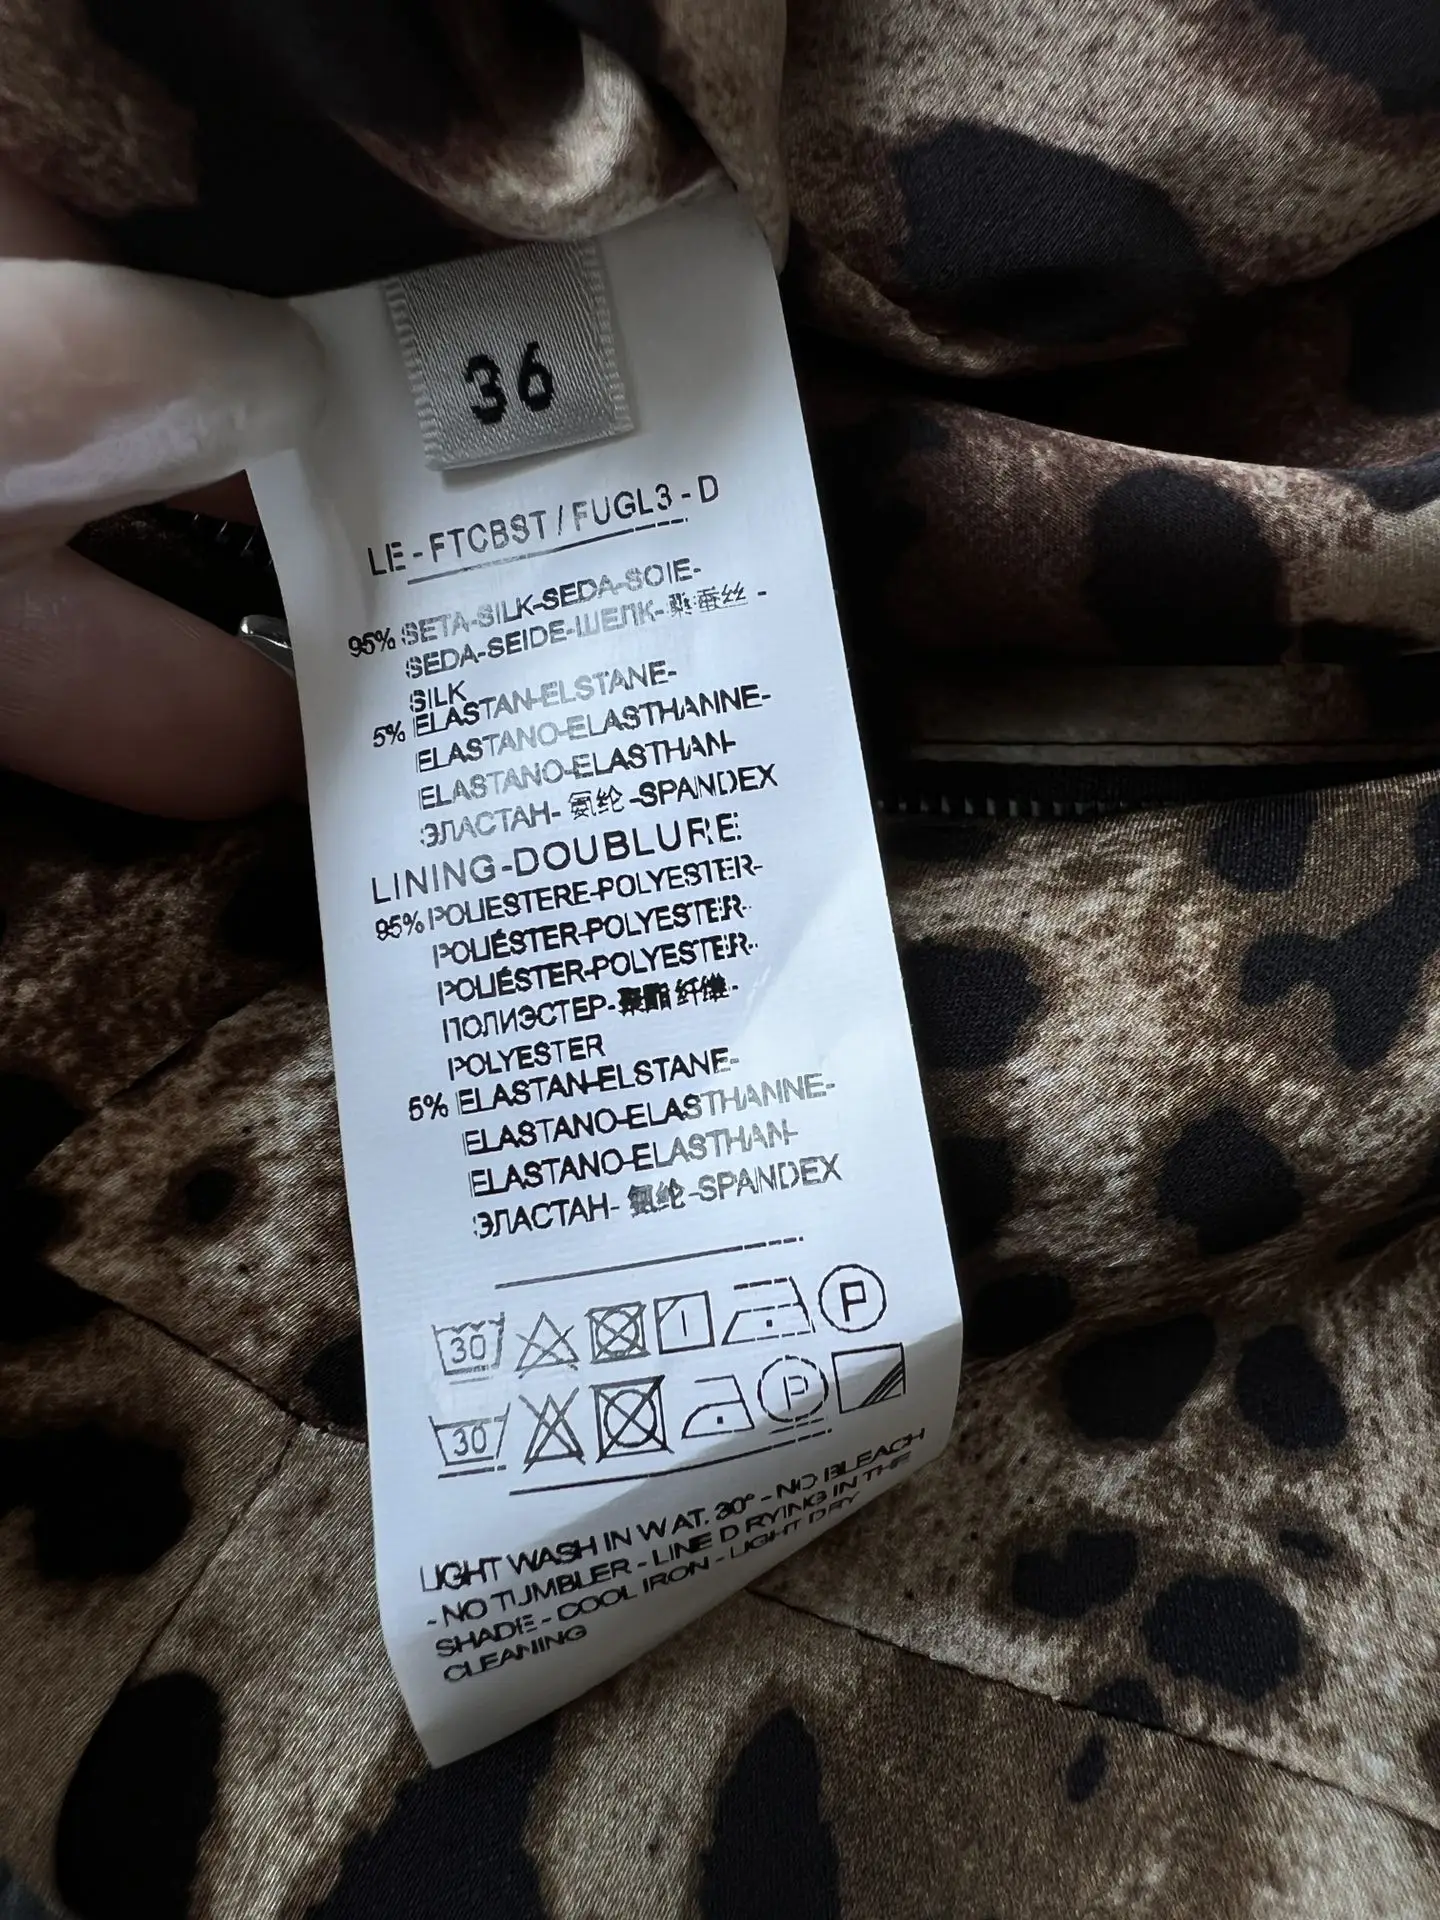 36
LE-FTCBST / FUGL3-D
95% SETA-SILK-SEDA-SOIE-
SEDA-SEIDE-ШЕЛК-桑蚕丝 -
SILK
5% ELASTAN-ELSTANE-
ELASTANO-ELASTHANNE-
ELASTANO-ELASTHAN-
ЭЛАСТАН- 氨纶 -SPANDEX
LINING-DOUBLURE:
95% POLIESTERE-POLYESTER-
POLIÉSTER-POLYESTER-
POLIÉSTER-POLYESTER-
ПОЛИЭСТЕР-聚酯纤维-
POLYESTER
5% ELASTAN-ELSTANE-
ELASTANO-ELASTHANNE-
ELASTANO-ELASTHAN-
ЭЛАСТАН- 氨纶 -SPANDEX
30 P
30 P
LIGHT WASH IN WAT. 30° - NO BLEACH
- NO TUMBLER - LINE DRYING IN THE
SHADE - COOL IRON - LIGHT DRY
CLEANING